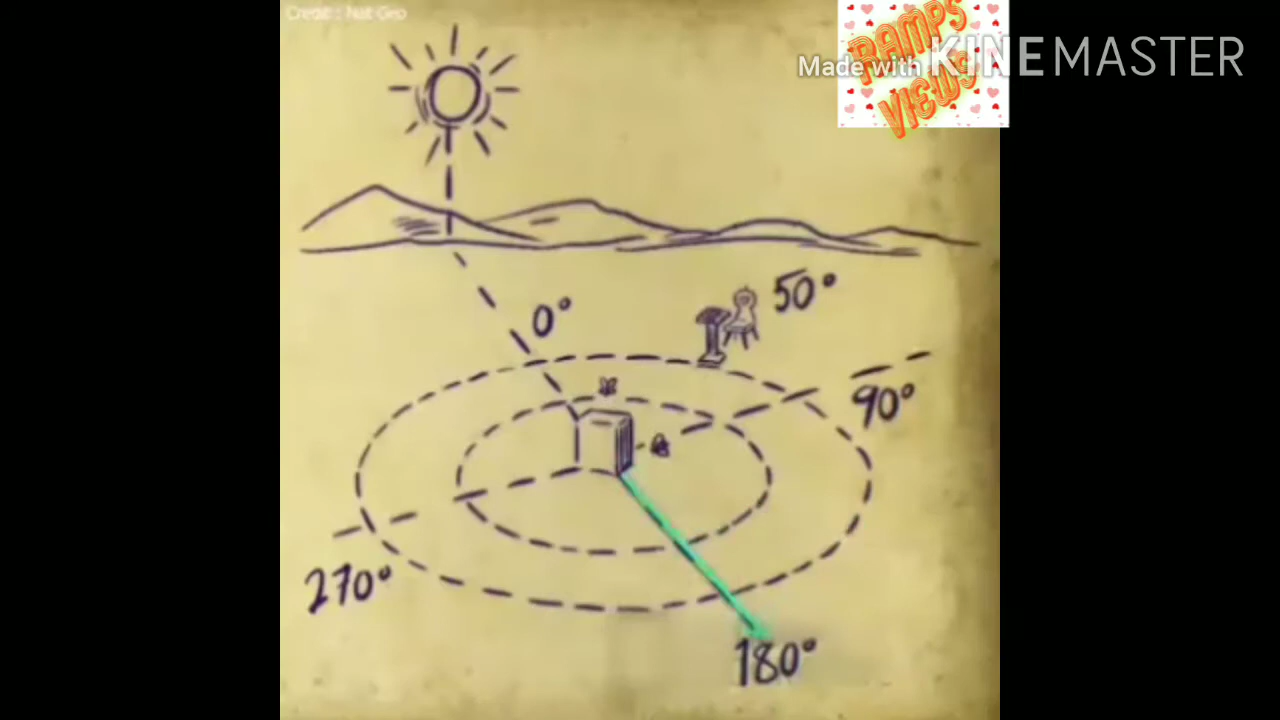 Credit : Nat Geo
RAMPS
VIEWS
Made with KINEMASTER
0°
50°
90°
270°
180°